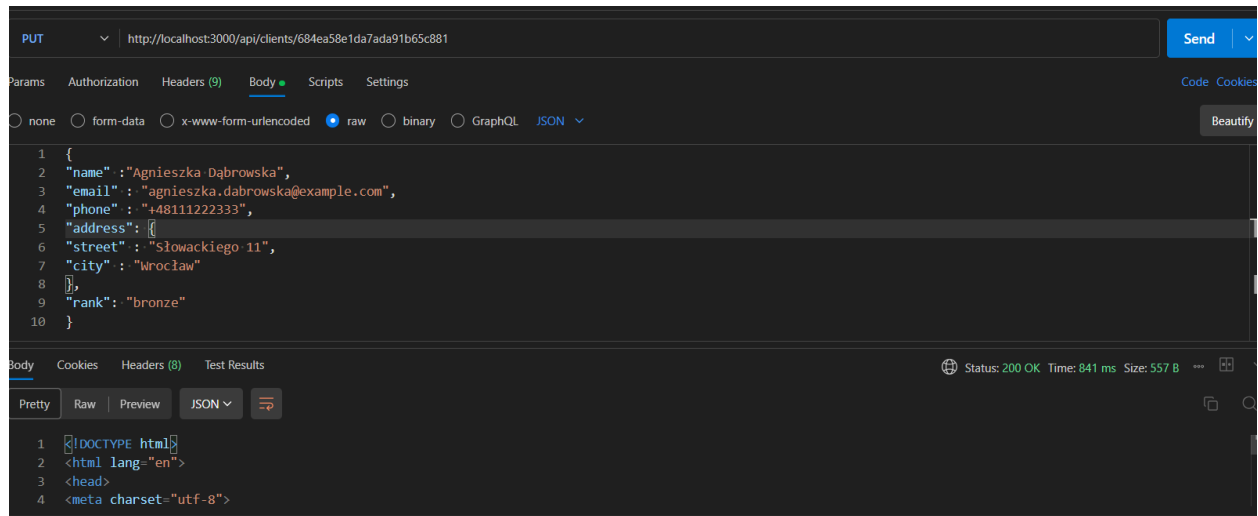 PUT http://localhost:3000/api/clients/684ea58e1da7ada91b65c881 Send
Params Authorization Headers (9) Body Scripts Settings Code Cookies
none form-data x-www-form-urlencoded raw binary GraphQL JSON Beautify
1 {
2 "name" :"Agnieszka Dąbrowska",
3 "email" : "agnieszka.dabrowska@example.com",
4 "phone" : "+48111222333",
5 "address": {
6 "street" : "Słowackiego 11",
7 "city" : "Wrocław"
8 },
9 "rank": "bronze"
10 }
Body Cookies Headers (8) Test Results Status: 200 OK Time: 841 ms Size: 557 B
Pretty Raw Preview JSON
1 <!DOCTYPE html>
2 <html lang="en">
3 <head>
4 <meta charset="utf-8">